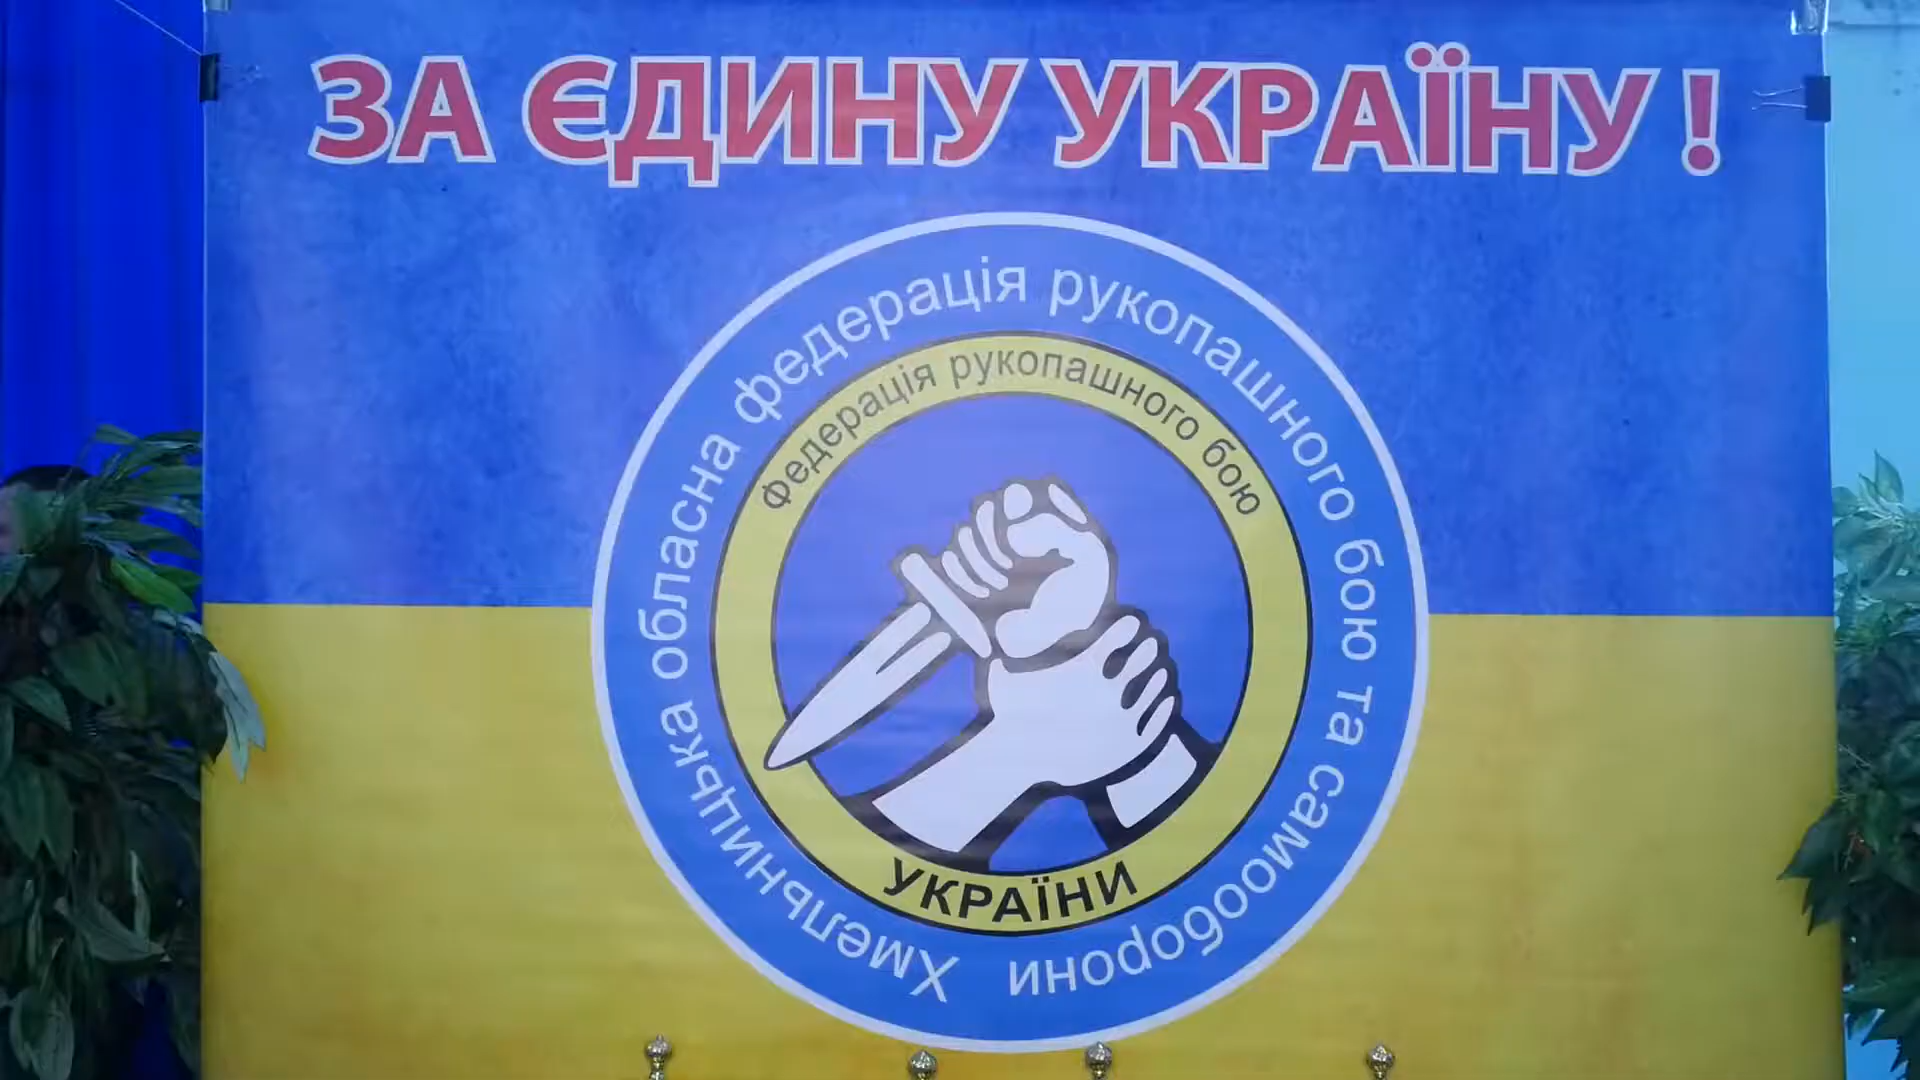 ЗА ЄДИНУ УКРАЇНУ !
Хмельницька обласна федерація рукопашного бою та самооборони
Федерація рукопашного бою
УКРАЇНИ